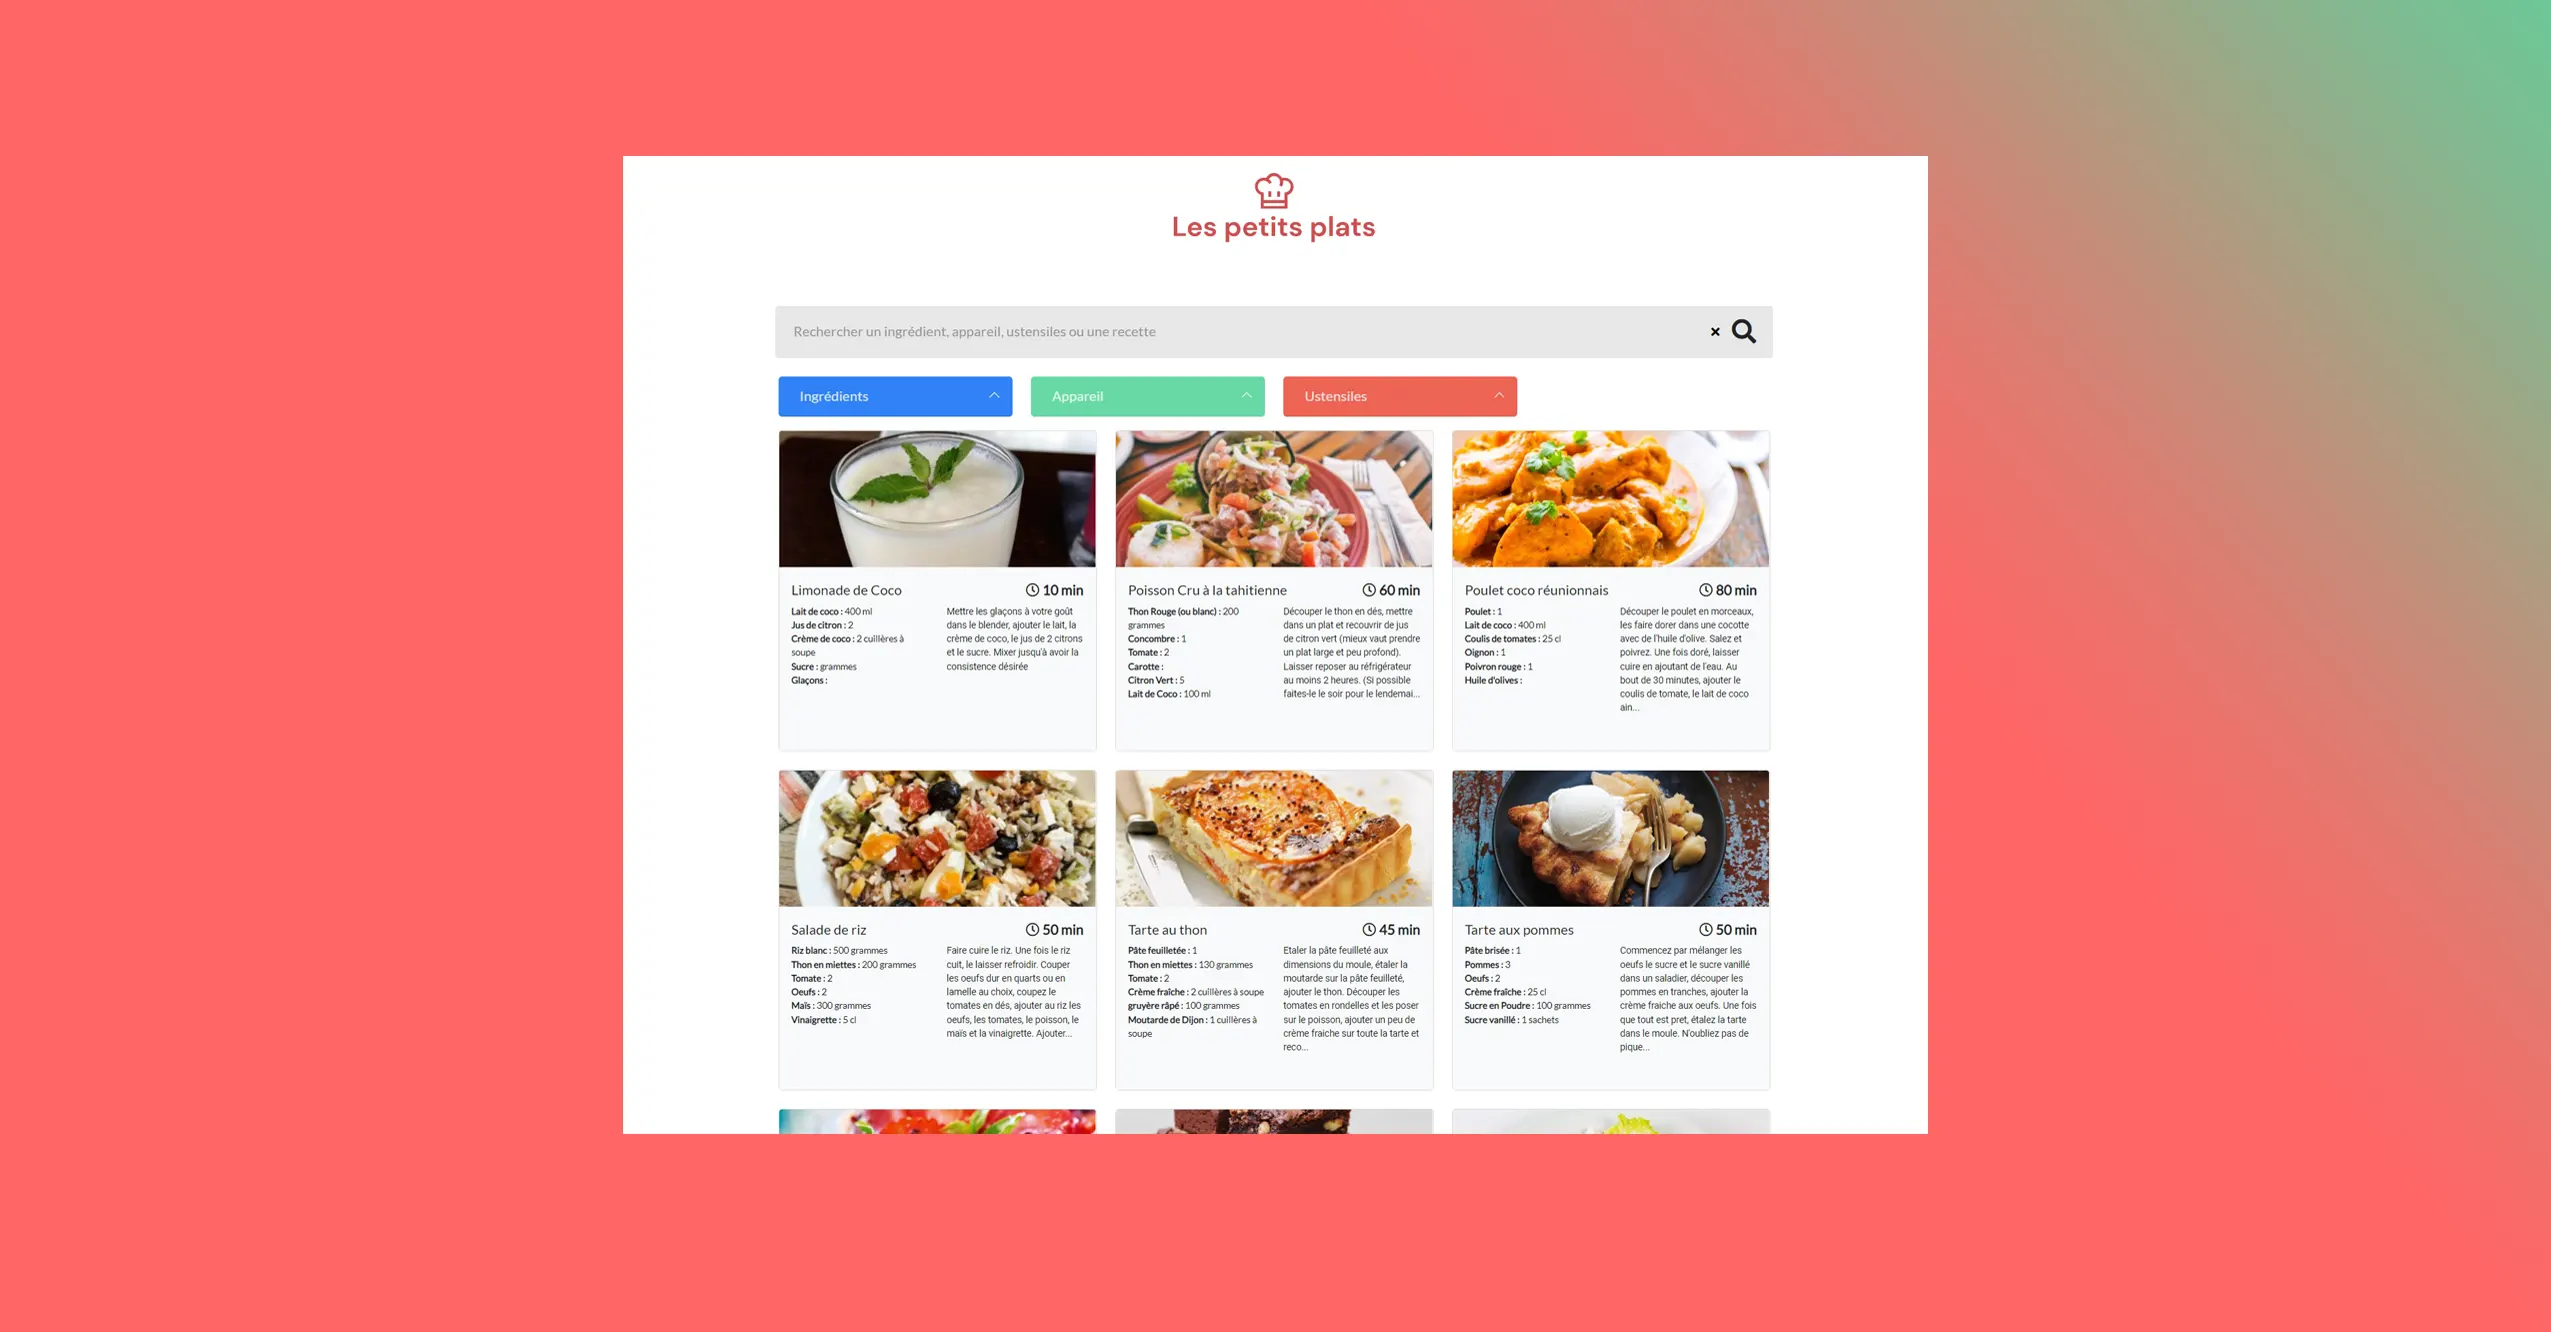 Les petits plats
Rechercher un ingrédient, appareil, ustensiles ou une recette
Ingrédients
Appareil
Ustensiles
Limonade de Coco
10 min
Lait de coco : 400 ml
Jus de citron : 2
Crème de coco : 2 cuillères à
soupe
Sucre : grammes
Glaçons :
Mettre les glaçons à votre goût
dans le blender, ajouter le lait, la
crème de coco, le jus de 2 citrons
et le sucre. Mixer jusqu'à avoir la
consistence désirée
Poisson Cru à la tahitienne
60 min
Thon Rouge (ou blanc) : 200
grammes
Concombre : 1
Tomate : 2
Carotte :
Citron Vert : 5
Lait de Coco : 100 ml
Découper le thon en dés, mettre
dans un plat et recouvrir de jus
de citron vert (mieux vaut prendre
un plat large et peu profond).
Laisser reposer au réfrigérateur
au moins 2 heures. (Si possible
faites-le le soir pour le lendemai...
Poulet coco réunionnais
80 min
Poulet : 1
Lait de coco : 400 ml
Coulis de tomates : 25 cl
Oignon : 1
Poivron rouge : 1
Huile d'olives :
Découper le poulet en morceaux,
les faire dorer dans une cocotte
avec de l'huile d'olive. Salez et
poivrez. Une fois doré, laisser
cuire en ajoutant de l'eau. Au
bout de 30 minutes, ajouter le
coulis de tomate, le lait de coco
ain...
Salade de riz
50 min
Riz blanc : 500 grammes
Thon en miettes : 200 grammes
Tomate : 2
Oeufs : 2
Maïs : 300 grammes
Vinaigrette : 5 cl
Faire cuire le riz. Une fois le riz
cuit, le laisser refroidir. Couper
les oeufs dur en quarts ou en
lamelle au choix, coupez le
tomates en dés, ajouter au riz les
oeufs, les tomates, le poisson, le
maïs et la vinaigrette. Ajouter...
Tarte au thon
45 min
Pâte feuilletée : 1
Thon en miettes : 130 grammes
Tomate : 2
Crème fraîche : 2 cuillères à soupe
gruyère râpé : 100 grammes
Moutarde de Dijon : 1 cuillères à
soupe
Etaler la pâte feuilleté aux
dimensions du moule, étaler la
moutarde sur la pâte feuilleté,
ajouter le thon. Découper les
tomates en rondelles et les poser
sur le poisson, ajouter un peu de
crème fraiche sur toute la tarte et
reco...
Tarte aux pommes
50 min
Pâte brisée : 1
Pommes : 3
Oeufs : 2
Crème fraîche : 25 cl
Sucre en Poudre : 100 grammes
Sucre vanillé : 1 sachets
Commencez par mélanger les
oeufs le sucre et le sucre vanillé
dans un saladier, découper les
pommes en tranches, ajouter la
crème fraiche aux oeufs. Une fois
que tout est pret, étalez la tarte
dans le moule. N'oubliez pas de
pique...